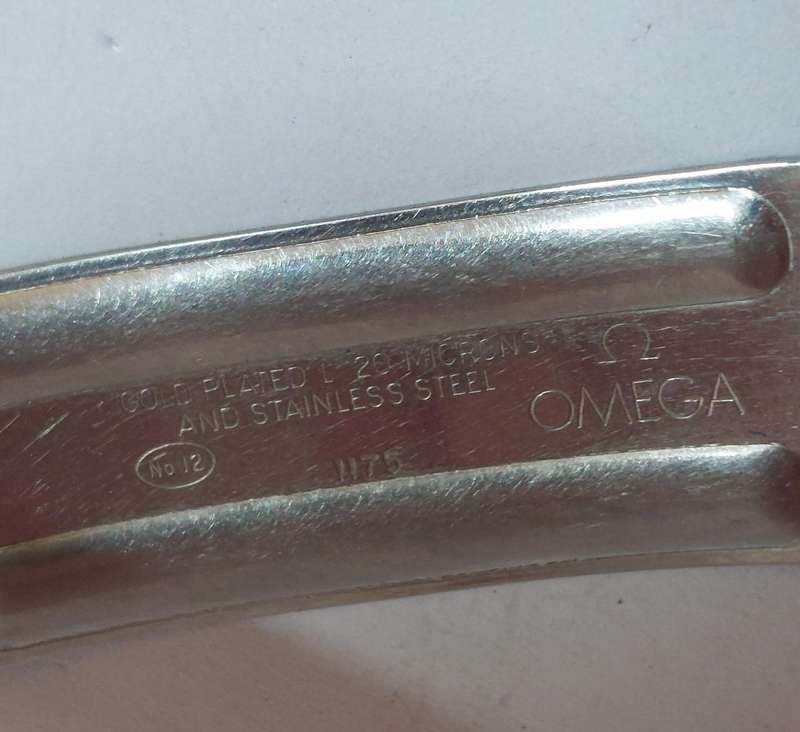 GOLD PLATED L 20 MICRONS
AND STAINLESS STEEL
Ω
OMEGA
No 12
1175